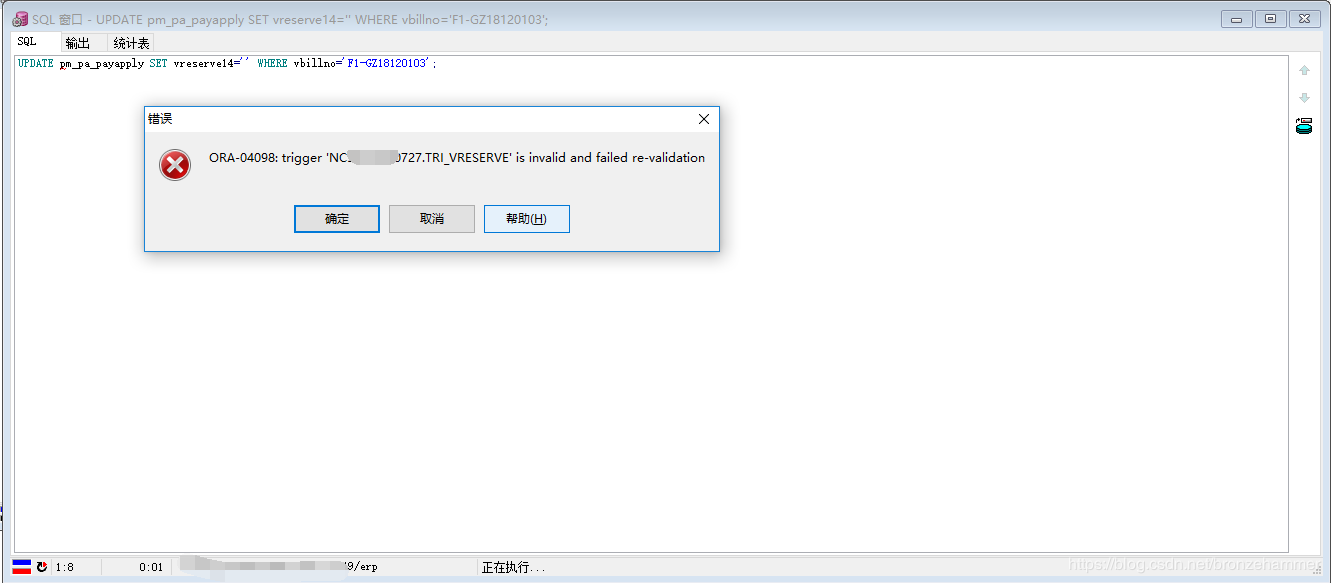 SQL 窗口 - UPDATE pm_pa_payapply SET vreserve14='' WHERE vbillno='F1-GZ18120103';
SQL 输出 统计表
UPDATE pm_pa_payapply SET vreserve14='' WHERE vbillno='F1-GZ18120103';
错误
ORA-04098: trigger 'NC 0727.TRI_VRESERVE' is invalid and failed re-validation
确定 取消 帮助(H)
1:8 0:01 9/erp 正在执行...
https://blog.csdn.net/bronzehammer